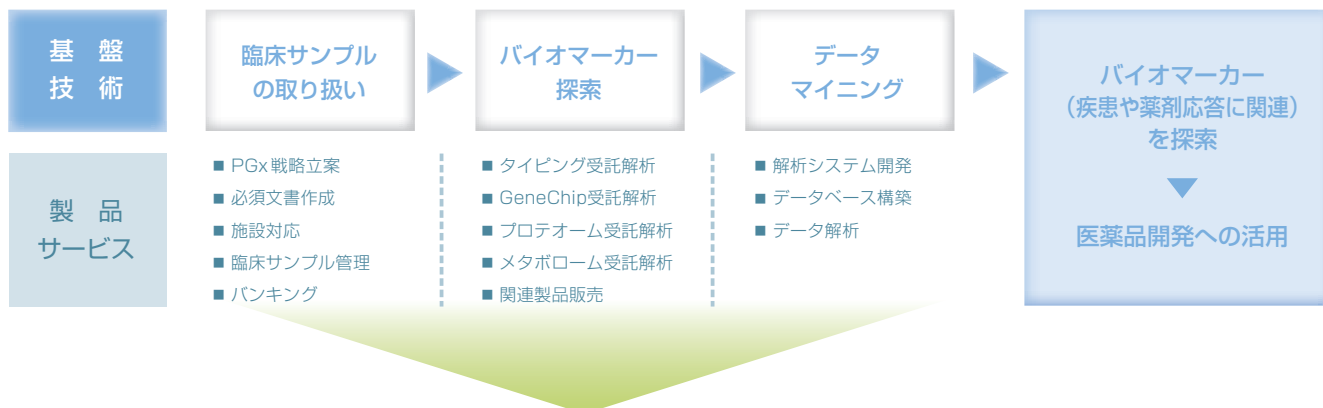 基 盤
技 術
臨床サンプル
の取り扱い
バイオマーカー
探索
データ
マイニング
バイオマーカー
(疾患や薬剤応答に関連)
を探索
医薬品開発への活用
製 品
サービス
■ PGx戦略立案
■ 必須文書作成
■ 施設対応
■ 臨床サンプル管理
■ バンキング
■ タイピング受託解析
■ GeneChip受託解析
■ プロテオーム受託解析
■ メタボローム受託解析
■ 関連製品販売
■ 解析システム開発
■ データベース構築
■ データ解析